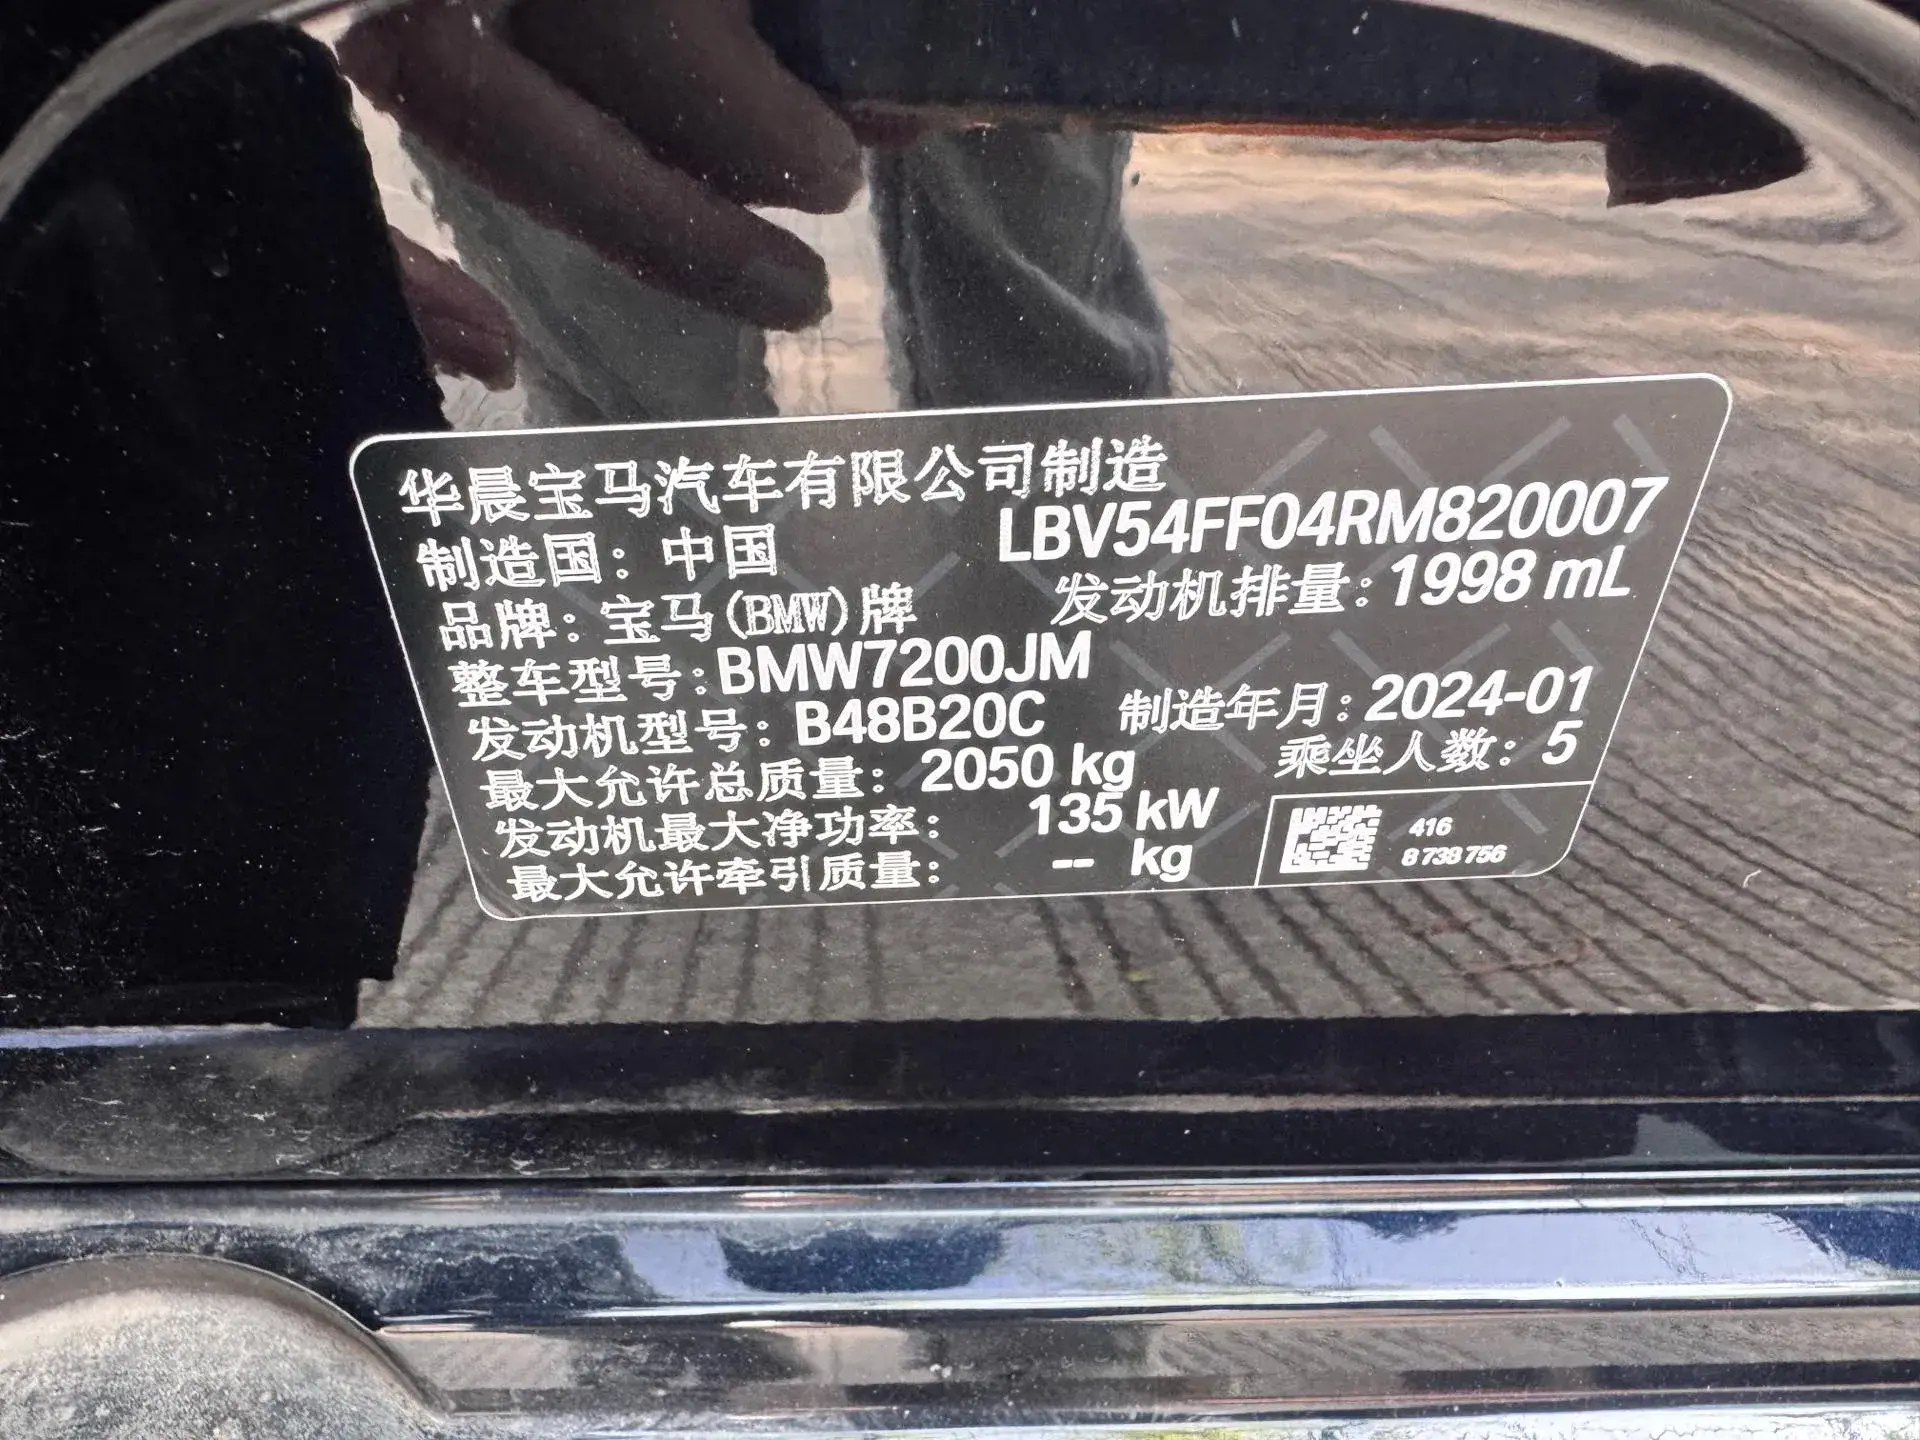 华晨宝马汽车有限公司制造
制造国：中国 LBV54FF04RM820007
品牌：宝马(BMW)牌 发动机排量：1998 mL
整车型号：BMW7200JM
发动机型号：B48B20C 制造年月：2024-01
最大允许总质量：2050 kg 乘坐人数：5
发动机最大净功率：135 kW
最大允许牵引质量：-- kg
416
8 738 756